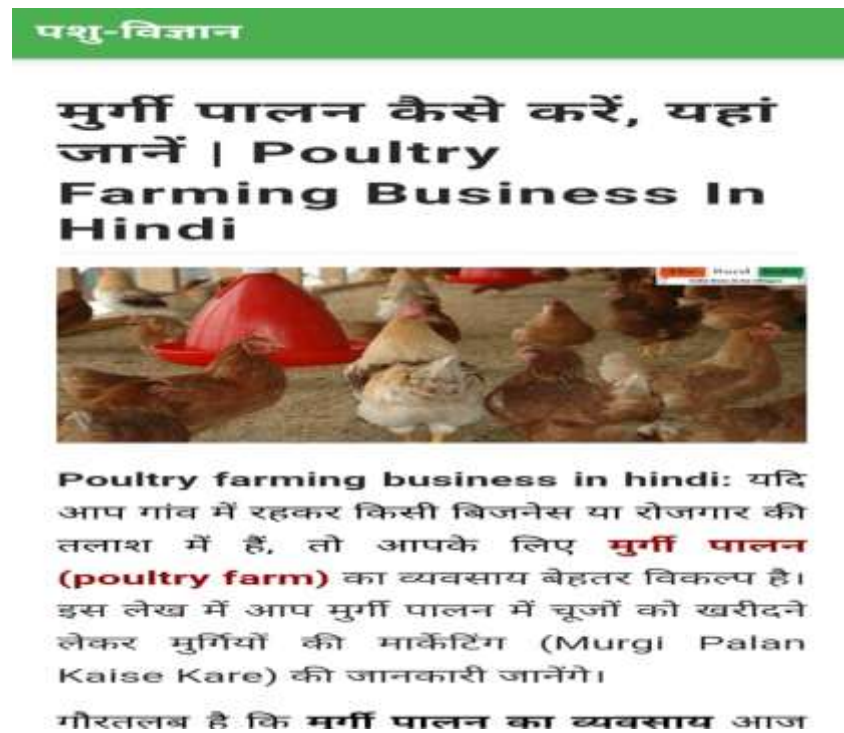 पशु-विज्ञान
मुर्गी पालन कैसे करें, यहां
जानें | Poultry
Farming Business In
Hindi
Rural
Poultry farming business in hindi: यदि
आप गांव में रहकर किसी बिजनेस या रोजगार की
तलाश में हैं, तो आपके लिए मुर्गी पालन
(poultry farm) का व्यवसाय बेहतर विकल्प है।
इस लेख में आप मुर्गी पालन में चूजों को खरीदने
लेकर मुर्गियों की मार्केटिंग (Murgi Palan
Kaise Kare) की जानकारी जानेंगे।
गौरतलब है कि मुर्गी पालन का व्यवसाय आज